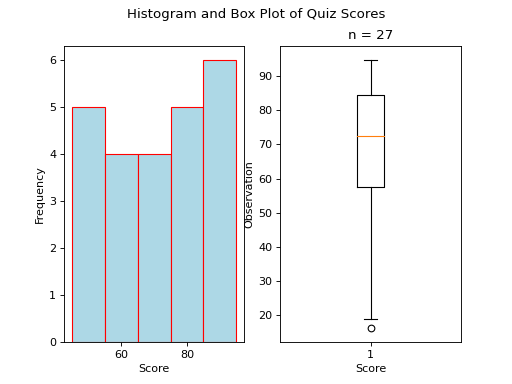 Histogram and Box Plot of Quiz Scores
n = 27
6
5
4
3
2
1
0
Frequency
60 80
Score
90
80
70
60
50
40
30
20
Observation
1
Score